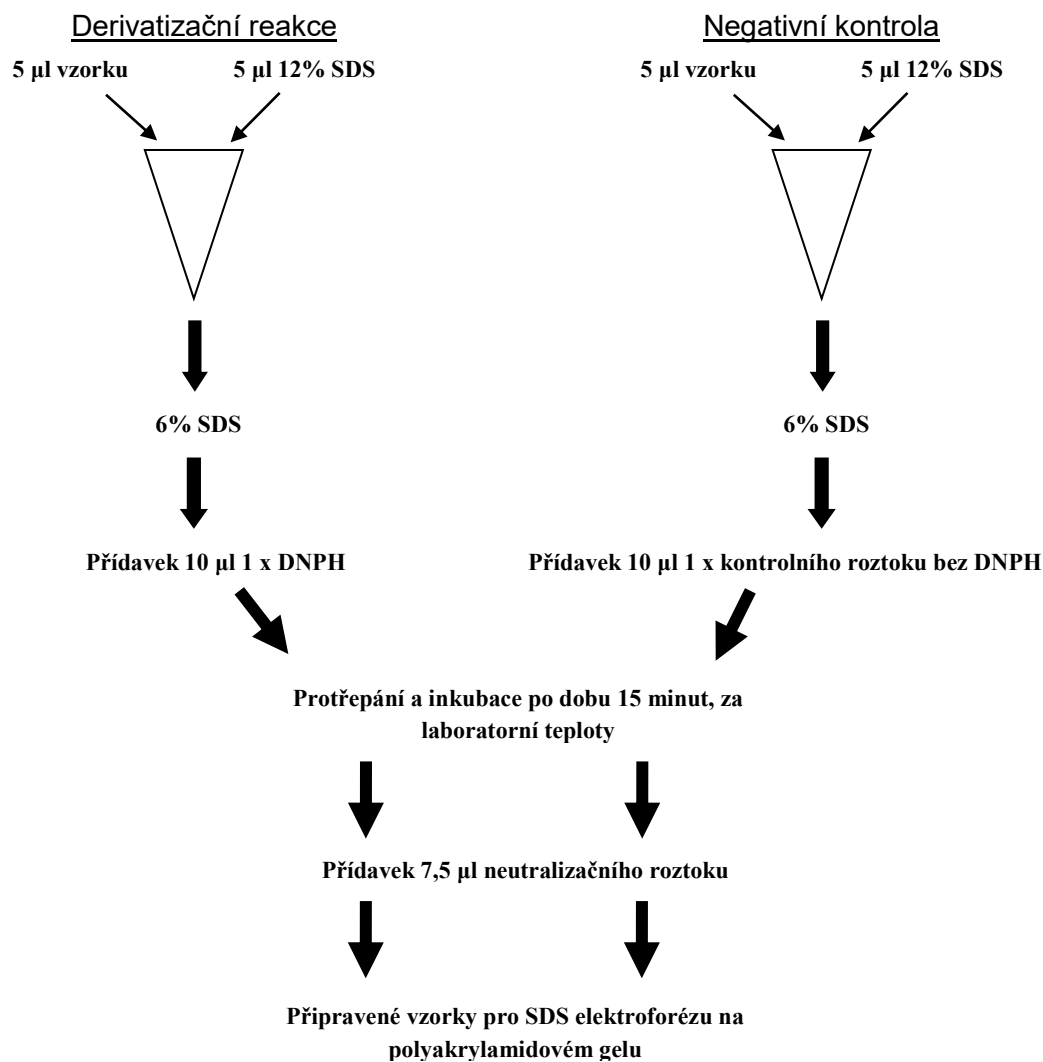 Derivatizační reakce
5 µl vzorku
5 µl 12% SDS
6% SDS
Přídavek 10 µl 1 x DNPH
Negativní kontrola
5 µl vzorku
5 µl 12% SDS
6% SDS
Přídavek 10 µl 1 x kontrolního roztoku bez DNPH
Protřepání a inkubace po dobu 15 minut, za
laboratorní teploty
Přídavek 7,5 µl neutralizačního roztoku
Připravené vzorky pro SDS elektroforézu na
polyakrylamidovém gelu